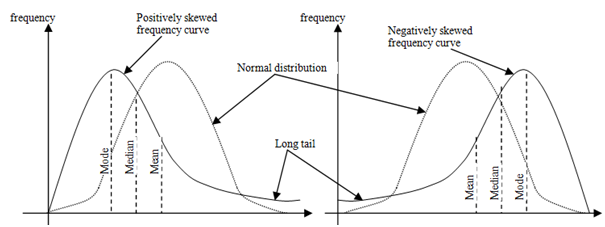 frequency
Positively skewed
frequency curve
Normal distribution
Long tail
Mode
Median
Mean
frequency
Negatively skewed
frequency curve
Mean
Median
Mode